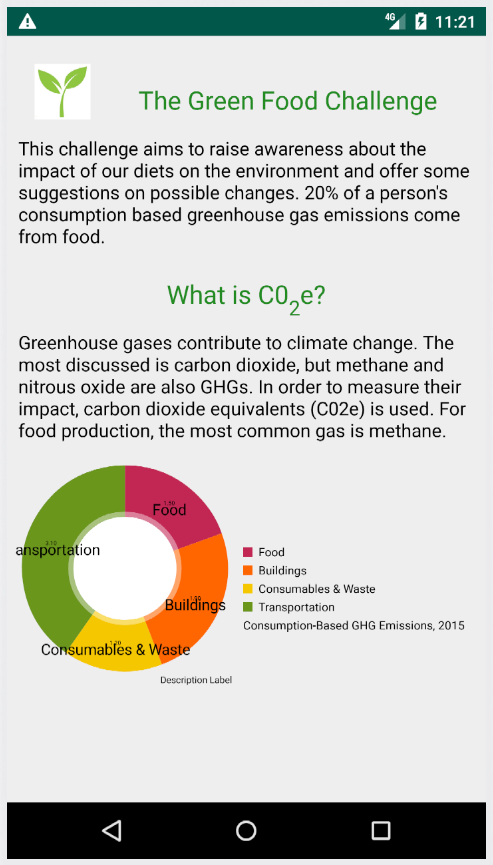 4G 11:21
The Green Food Challenge
This challenge aims to raise awareness about the
impact of our diets on the environment and offer some
suggestions on possible changes. 20% of a person's
consumption based greenhouse gas emissions come
from food.
What is C0₂e?
Greenhouse gases contribute to climate change. The
most discussed is carbon dioxide, but methane and
nitrous oxide are also GHGs. In order to measure their
impact, carbon dioxide equivalents (C02e) is used. For
food production, the most common gas is methane.
Food
ansportation
3.10
Buildings
Consumables & Waste
Food
Buildings
Consumables & Waste
Transportation
Consumption-Based GHG Emissions, 2015
Description Label